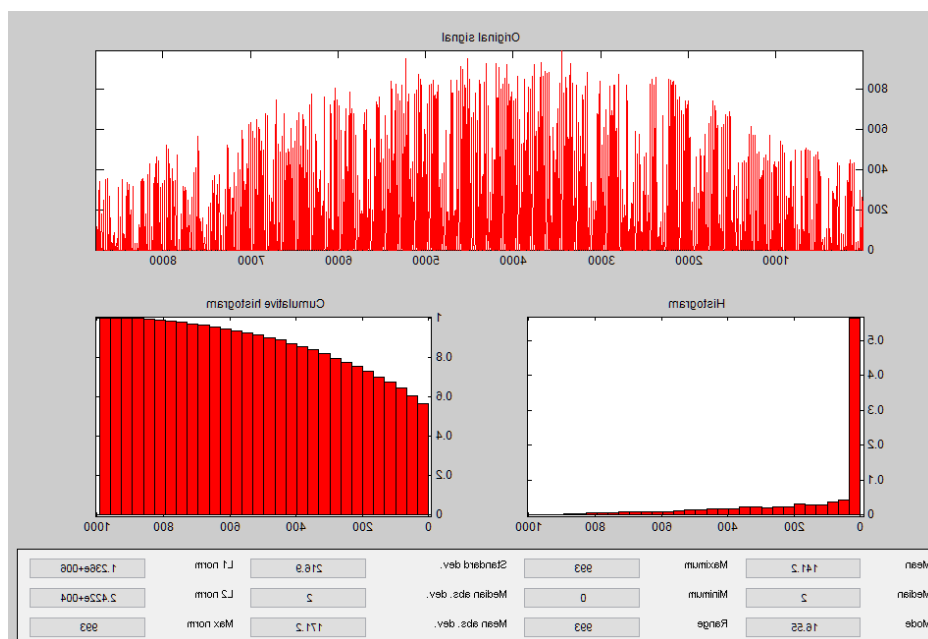 Original signal
800
600
400
200
0
1000 2000 3000 4000 5000 6000 7000 8000
Histogram
0.5
0.4
0.3
0.2
0.1
0
0 200 400 600 800 1000
Cumulative histogram
1
0.8
0.6
0.4
0.2
0
0 200 400 600 800 1000
Mean 141.2 Maximum 993 Standard dev. 216.9 L1 norm 1.236e+006
Median 2 Minimum 0 Median abs. dev. 2 L2 norm 2.422e+004
Mode 16.55 Range 993 Mean abs. dev. 171.2 Max norm 993